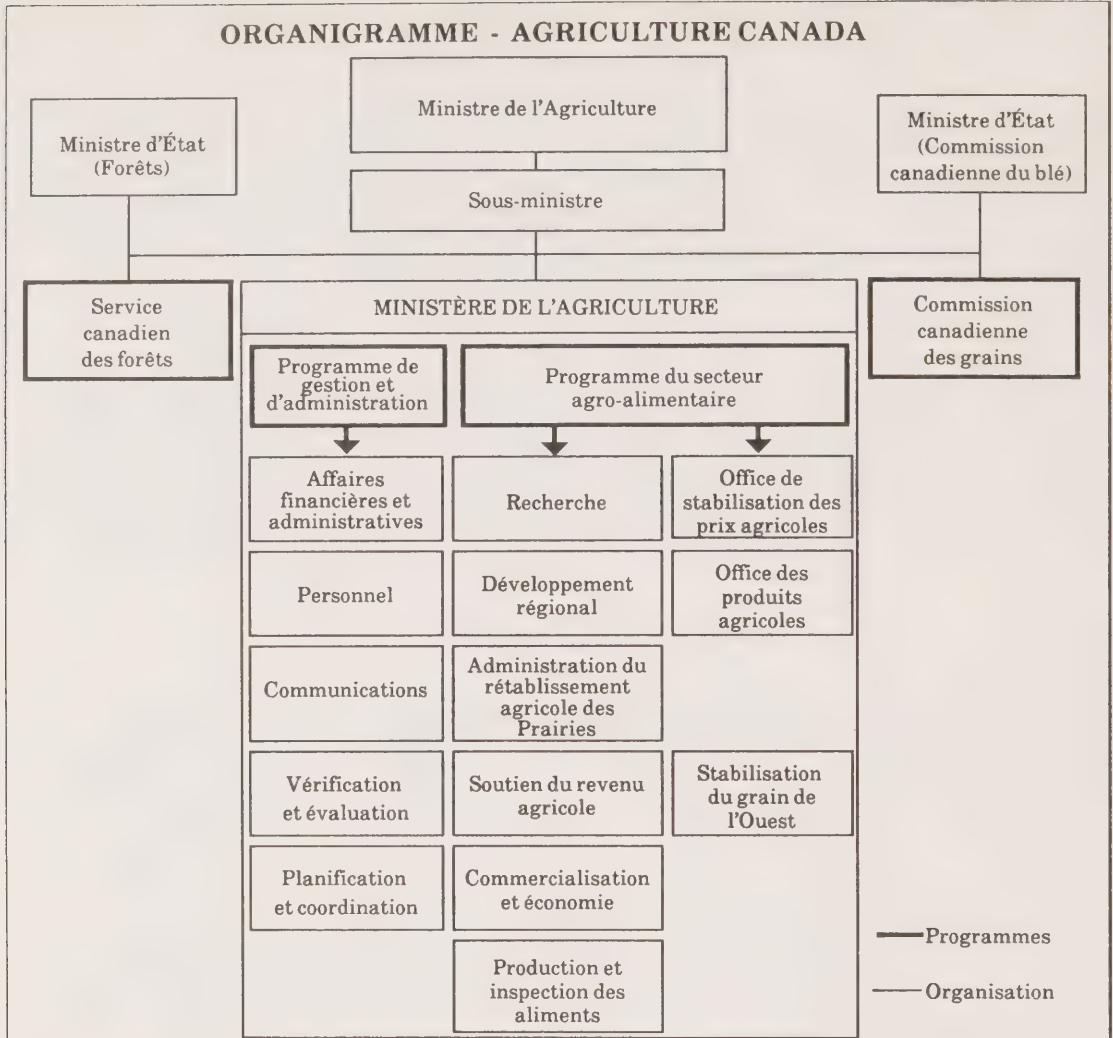 ORGANIGRAMME - AGRICULTURE CANADA
Ministre de l'Agriculture
Ministre d'État
(Forêts)
Ministre d'État
(Commission
canadienne du blé)
Sous-ministre
Service
canadien
des forêts
MINISTÈRE DE L'AGRICULTURE
Commission
canadienne
des grains
Programme de
gestion et
d'administration
Programme du secteur
agro-alimentaire
Affaires
financières et
administratives
Recherche
Office de
stabilisation des
prix agricoles
Personnel
Développement
régional
Office des
produits
agricoles
Communications
Administration du
rétablissement
agricole des
Prairies
Vérification
et évaluation
Soutien du revenu
agricole
Stabilisation
du grain de
l'Ouest
Planification
et coordination
Commercialisation
et économie
Production et
inspection des
aliments
Programmes
Organisation